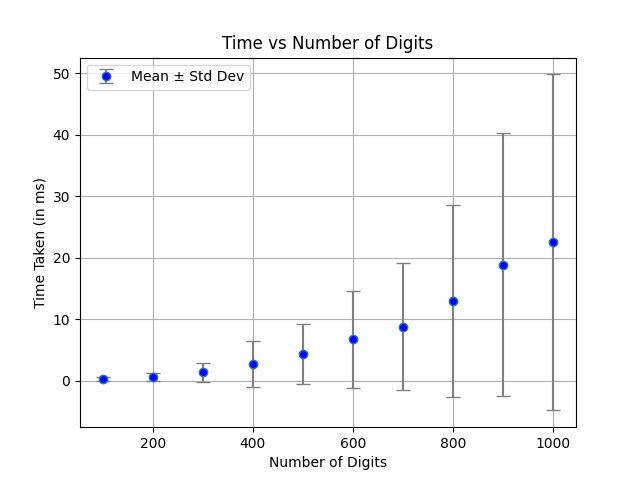 Time vs Number of Digits
Mean ± Std Dev
50
40
30
20
10
0
Time Taken (in ms)
200 400 600 800 1000
Number of Digits